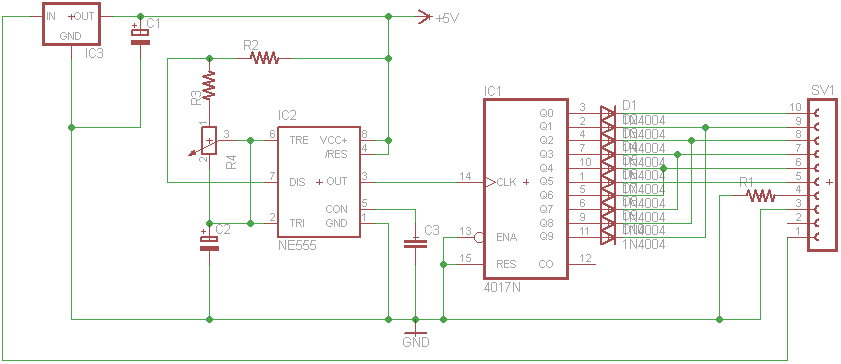 IN +OUT
GND
IC3
C1
+5V
R2
R3
1
3
2
R4
C2
IC2
6 TRE VCC+ 8
/RES 4
7 DIS + OUT 3
CON 5
2 TRI GND 1
NE555
C3
GND
IC1
14 CLK +
13 ENA
15 RES
Q0 3
Q1 2
Q2 4
Q3 7
Q4 10
Q5 1
Q6 5
Q7 6
Q8 9
Q9 11
CO 12
4017N
D1
1N4004
1N4004
1N4004
1N4004
1N4004
1N4004
1N4004
1N4004
1N4004
R1
SV1
10
9
8
7
6
5 +
4
3
2
1